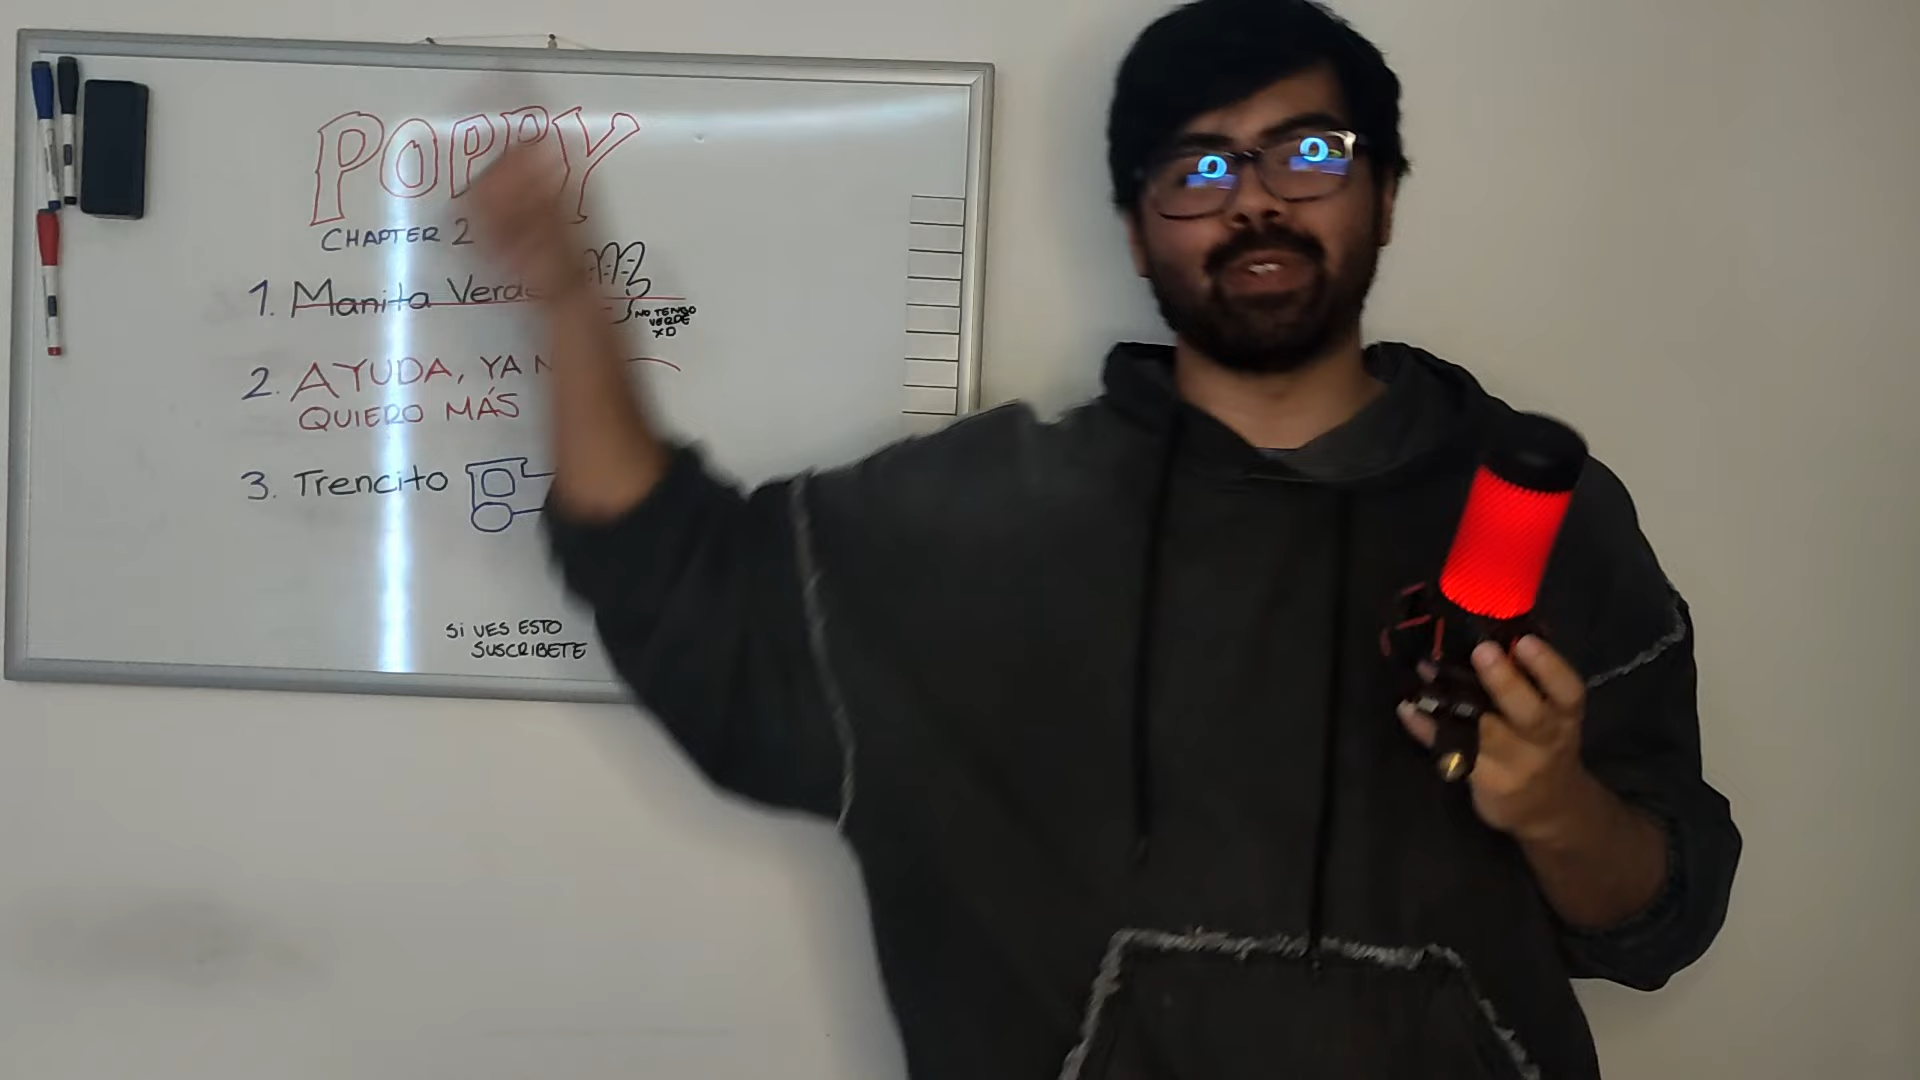 POPPY
CHAPTER 2
1. Manita Verde
NO TENGO
VERDE
XD
2. AYUDA, YA
QUIERO MÁS
3. Trencito
SI VES ESTO
SUSCRIBETE